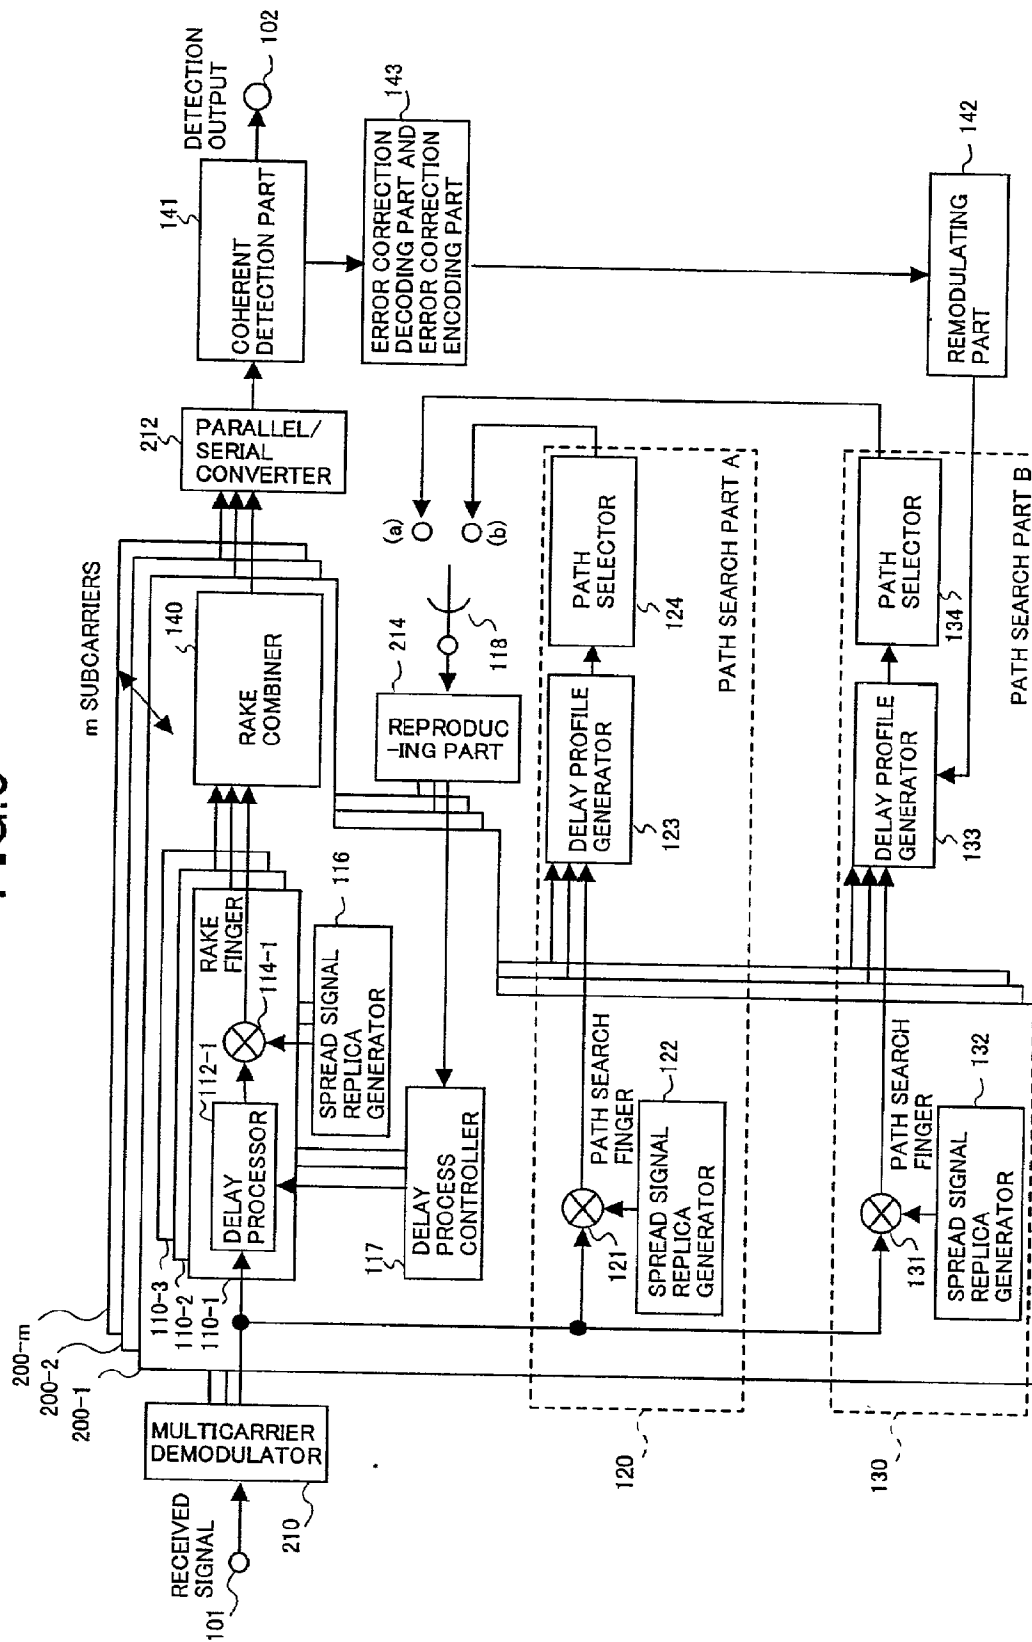 RECEIVED
SIGNAL
101
MULTICARRIER
DEMODULATOR
210
200-m
200-2
200-1
m SUBCARRIERS
110-3
110-2
110-1
DELAY
PROCESSOR
112-1
RAKE
FINGER
114-1
SPREAD SIGNAL
REPLICA
GENERATOR
116
DELAY
PROCESS
CONTROLLER
117
RAKE
COMBINER
140
PARALLEL/
SERIAL
CONVERTER
212
COHERENT
DETECTION PART
141
DETECTION
OUTPUT
102
ERROR CORRECTION
DECODING PART AND
ERROR CORRECTION
ENCODING PART
143
REPRODUC
-ING PART
214
118
(a)
(b)
120
121
SPREAD SIGNAL
REPLICA
GENERATOR
122
PATH SEARCH
FINGER
DELAY PROFILE
GENERATOR
123
PATH
SELECTOR
124
PATH SEARCH PART A
130
131
SPREAD SIGNAL
REPLICA
GENERATOR
132
PATH SEARCH
FINGER
DELAY PROFILE
GENERATOR
133
PATH
SELECTOR
134
PATH SEARCH PART B
REMODULATING
PART
142